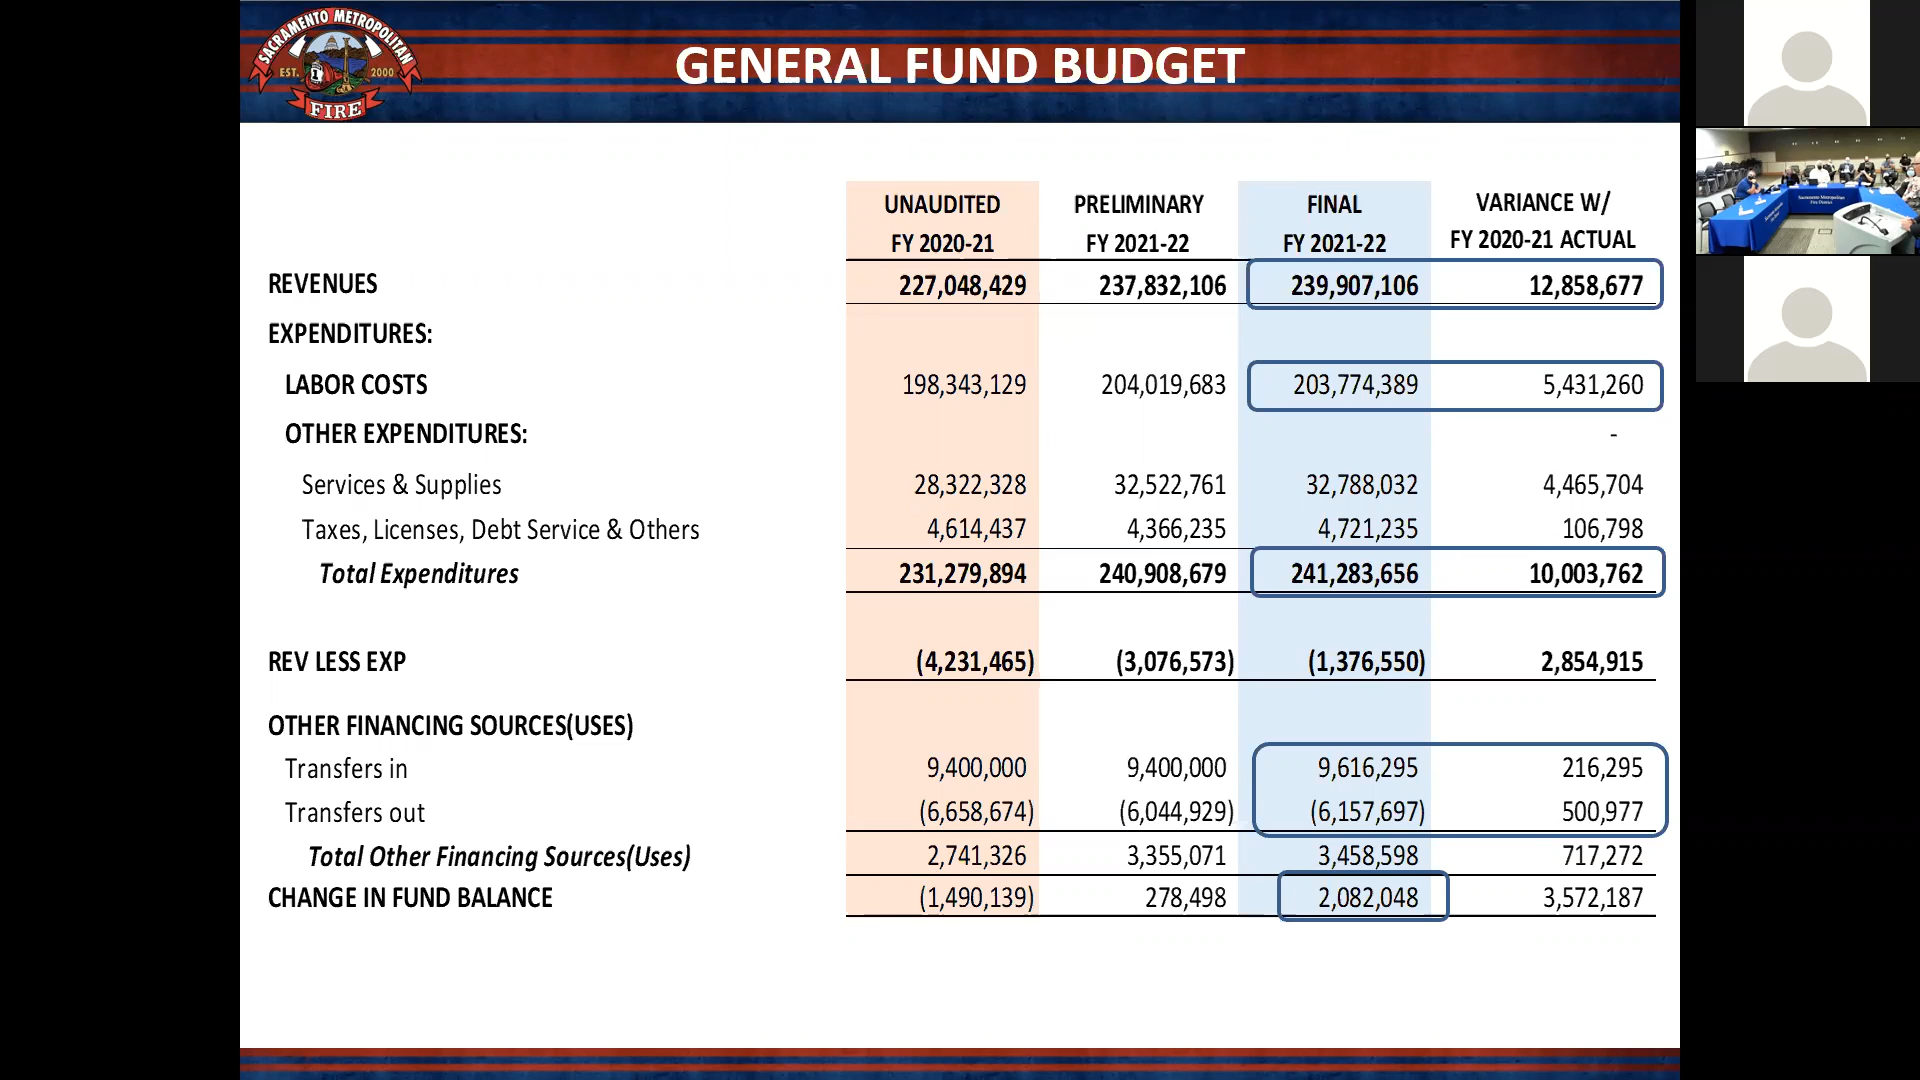 SACRAMENTO METROPOLITAN
EST. 2000
FIRE
GENERAL FUND BUDGET
UNAUDITED PRELIMINARY FINAL VARIANCE W/
FY 2020-21 FY 2021-22 FY 2021-22 FY 2020-21 ACTUAL
REVENUES 227,048,429 237,832,106 239,907,106 12,858,677
EXPENDITURES:
LABOR COSTS 198,343,129 204,019,683 203,774,389 5,431,260
OTHER EXPENDITURES: -
Services & Supplies 28,322,328 32,522,761 32,788,032 4,465,704
Taxes, Licenses, Debt Service & Others 4,614,437 4,366,235 4,721,235 106,798
Total Expenditures 231,279,894 240,908,679 241,283,656 10,003,762
REV LESS EXP (4,231,465) (3,076,573) (1,376,550) 2,854,915
OTHER FINANCING SOURCES(USES)
Transfers in 9,400,000 9,400,000 9,616,295 216,295
Transfers out (6,658,674) (6,044,929) (6,157,697) 500,977
Total Other Financing Sources(Uses) 2,741,326 3,355,071 3,458,598 717,272
CHANGE IN FUND BALANCE (1,490,139) 278,498 2,082,048 3,572,187
Sacramento Metropolitan
Fire District